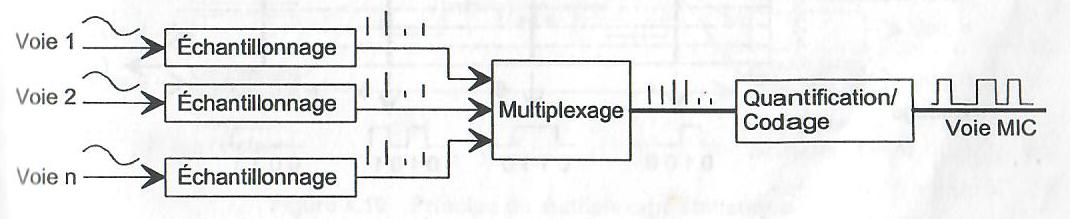 Voie 1
Échantillonnage
Voie 2
Échantillonnage
Voie n
Échantillonnage
Multiplexage
Quantification/
Codage
Voie MIC